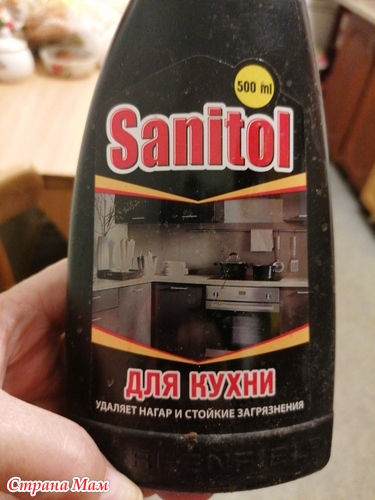 500 ml
Sanitol
ДЛЯ КУХНИ
УДАЛЯЕТ НАГАР И СТОЙКИЕ ЗАГРЯЗНЕНИЯ
Страна Мам